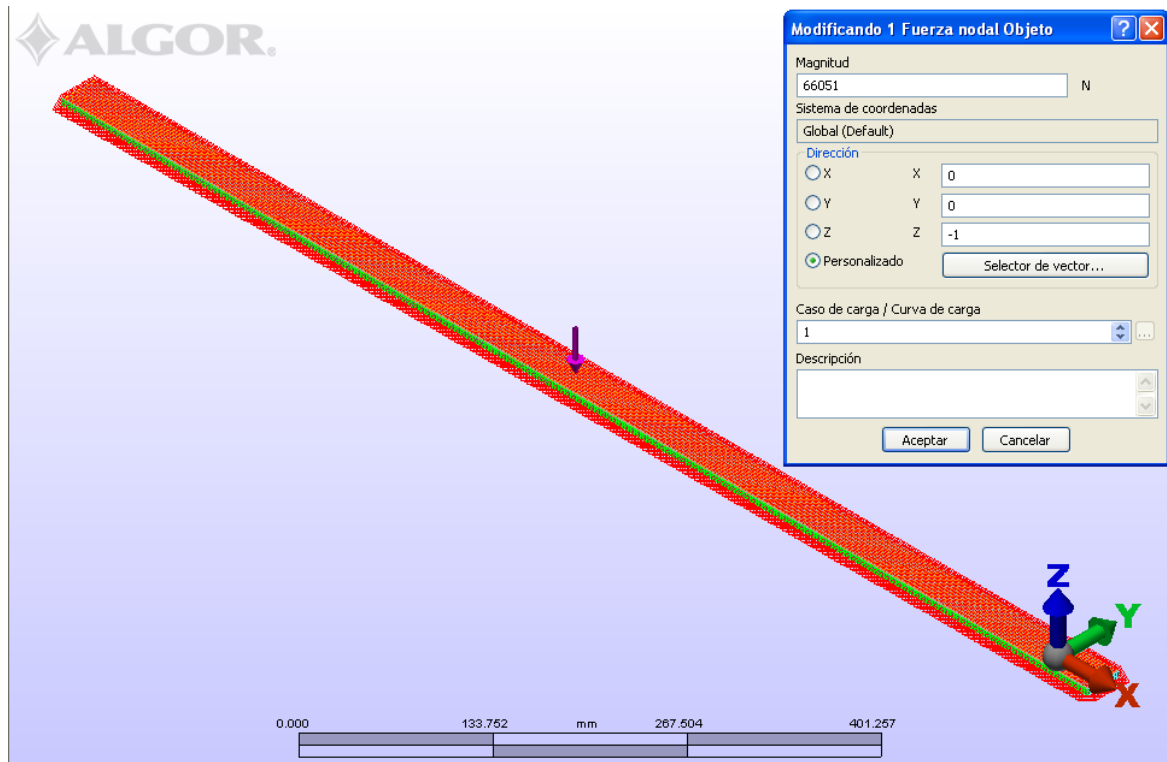 ALGOR.
Modificando 1 Fuerza nodal Objeto
Magnitud
66051 N
Sistema de coordenadas
Global (Default)
Dirección
X X 0
Y Y 0
Z Z -1
Personalizado Selector de vector...
Caso de carga / Curva de carga
1 ...
Descripción
Aceptar Cancelar
Z
Y
X
0.000 133.752 mm 267.504 401.257